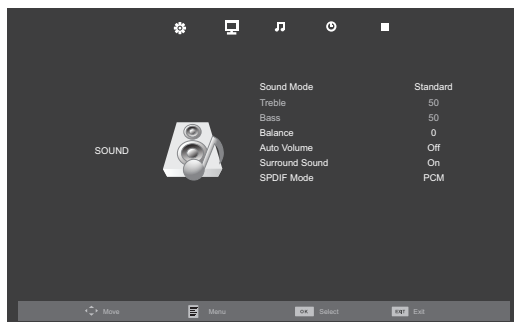 SOUND
Sound Mode Standard
Treble 50
Bass 50
Balance 0
Auto Volume Off
Surround Sound On
SPDIF Mode PCM
Move Menu OK Select EXIT Exit